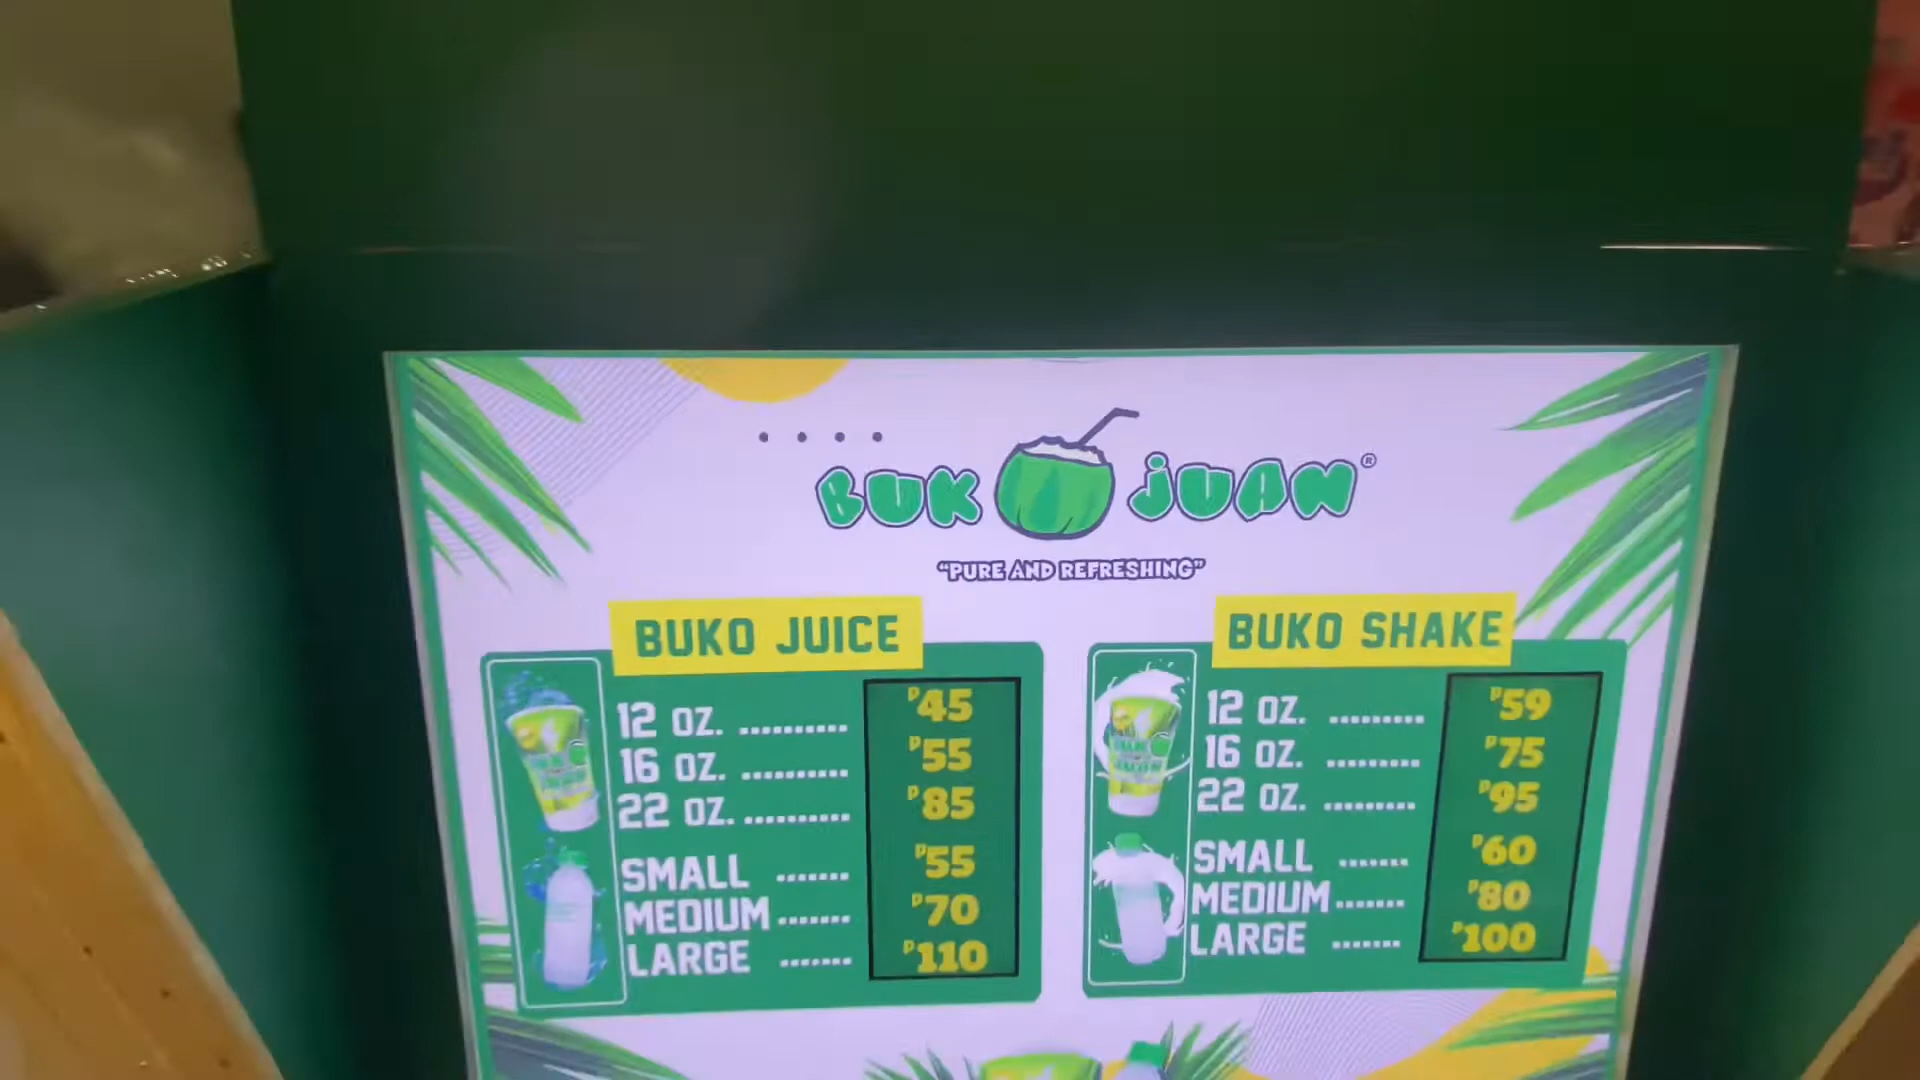 BUK JUAN®
"PURE AND REFRESHING"
BUKO JUICE
12 OZ. .......... ₱45
16 OZ. .......... ₱55
22 OZ. .......... ₱85
SMALL ....... ₱55
MEDIUM ....... ₱70
LARGE ....... ₱110
BUKO SHAKE
12 OZ. ......... ₱59
16 OZ. ......... ₱75
22 OZ. ......... ₱95
SMALL ....... ₱60
MEDIUM ....... ₱80
LARGE ....... ₱100